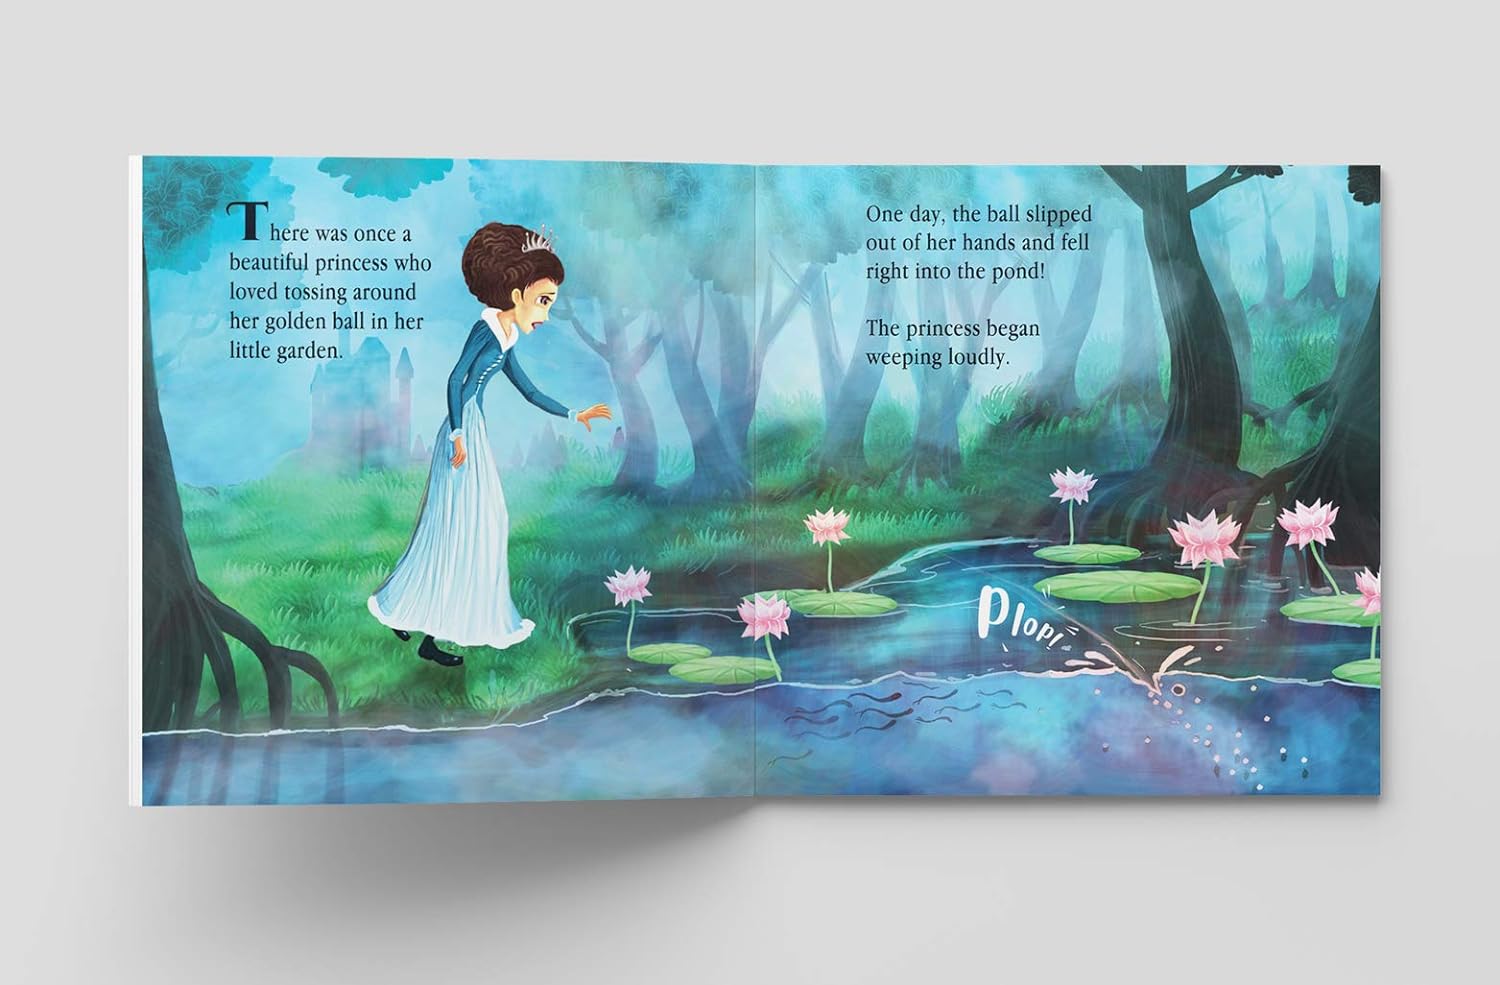 There was once a
beautiful princess who
loved tossing around
her golden ball in her
little garden.
One day, the ball slipped
out of her hands and fell
right into the pond!
The princess began
weeping loudly.
Plop!